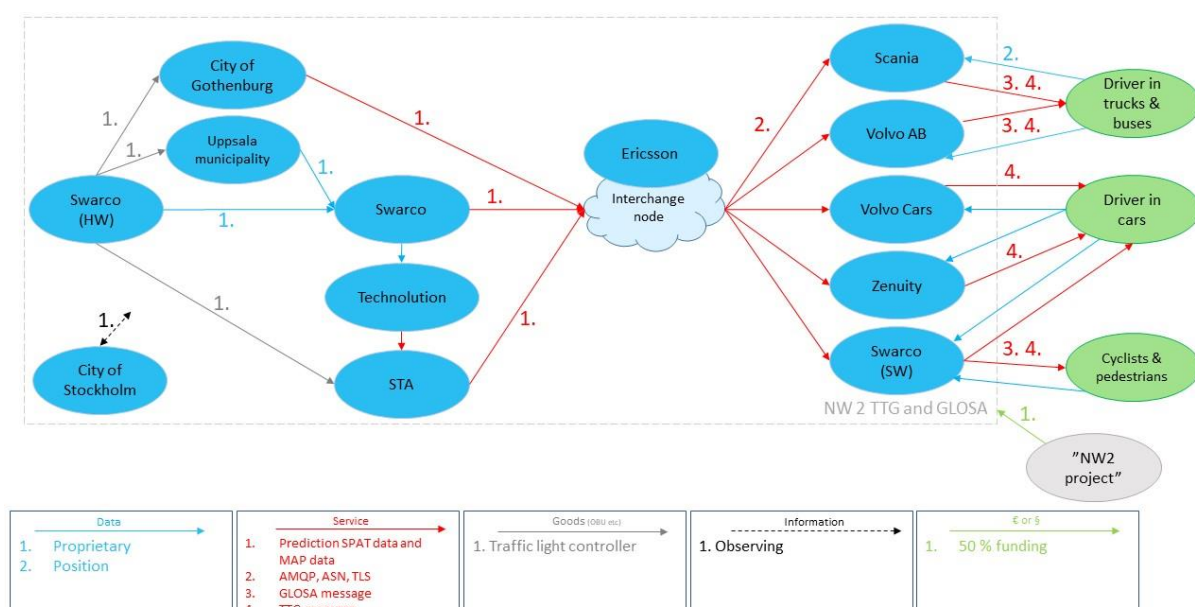 City of
Gothenburg
Scania
2.
Driver in
trucks &
buses
3. 4.
1.
1.
2.
3. 4.
Uppsala
municipality
1.
Ericsson
Volvo AB
1.
Swarco
(HW)
1.
Swarco
1.
Interchange
node
Volvo Cars
4.
Driver in
cars
Technolution
Zenuity
4.
1.
1.
1.
City of
Stockholm
STA
Swarco
(SW)
3. 4.
Cyclists &
pedestrians
NW 2 TTG and GLOSA
1.
"NW2
project"
Data
1. Proprietary
2. Position
Service
1. Prediction SPAT data and
MAP data
2. AMQP, ASN, TLS
3. GLOSA message
Goods (OBU etc)
1. Traffic light controller
Information
1. Observing
€ or §
1. 50 % funding